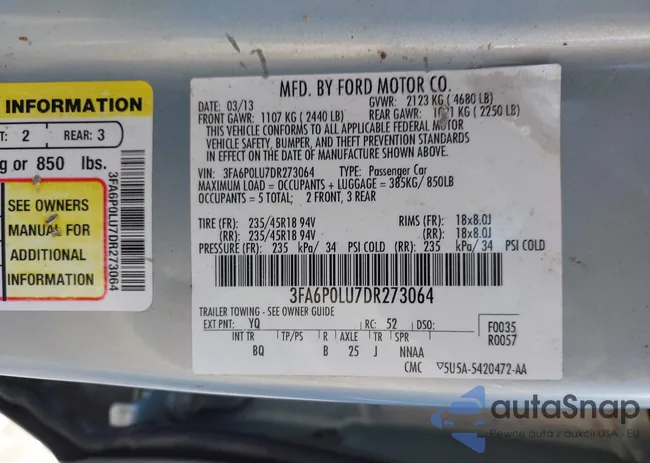 INFORMATION
2 REAR: 3
g or 850 lbs.
SEE OWNERS
MANUAL FOR
ADDITIONAL
INFORMATION
3FA6P0LU7DR273064
MFD. BY FORD MOTOR CO.
DATE: 03/13 GVWR: 2123 KG ( 4680 LB)
FRONT GAWR: 1107 KG ( 2440 LB) REAR GAWR: KG ( 2250 LB)
THIS VEHICLE CONFORMS TO ALL APPLICABLE FEDERAL MOTOR
VEHICLE SAFETY, BUMPER, AND THEFT PREVENTION STANDARDS
IN EFFECT ON THE DATE OF MANUFACTURE SHOWN ABOVE.
VIN: 3FA6P0LU7DR273064 TYPE: Passenger Car
MAXIMUM LOAD = OCCUPANTS + LUGGAGE = 385KG/ 850LB
OCCUPANTS = 5 TOTAL; 2 FRONT, 3 REAR
TIRE (FR): 235/45R18 94V RIMS (FR): 18x8.0J
(RR): 235/45R18 94V (RR): 18x8.0J
PRESSURE (FR): 235 kPa/ 34 PSI COLD (RR): 235 kPa/ 34 PSI COLD
3FA6P0LU7DR273064
TRAILER TOWING - SEE OWNER GUIDE
EXT PNT: YQ RC: 52 DSO:
INT TR TP/PS R AXLE TR SPR
BQ B 25 J NNAA
F0035
R0057
CMC ▽5U5A-5420472-AA
autoSnap
Pewne auto z aukcji USA i EU